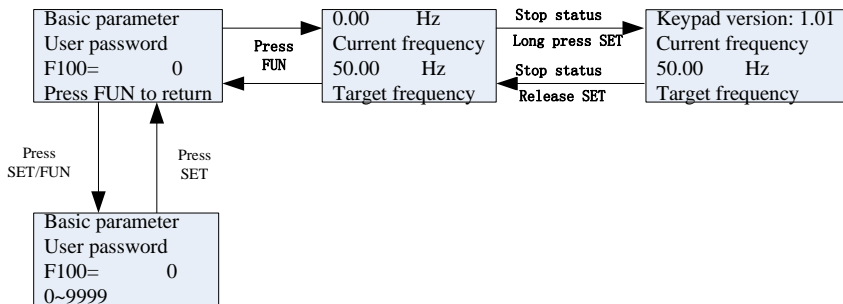 Basic parameter
User password
F100= 0
Press FUN to return
Press
FUN
0.00 Hz
Current frequency
50.00 Hz
Target frequency
Stop status
Long press SET
Stop status
Release SET
Keypad version: 1.01
Current frequency
50.00 Hz
Target frequency
Press
SET/FUN
Press
SET
Basic parameter
User password
F100= 0
0~9999